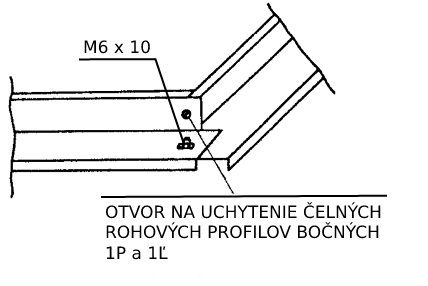 M6 x 10
OTVOR NA UCHYTENIE ČELNÝCH
ROHOVÝCH PROFILOV BOČNÝCH
1P a 1Ľ